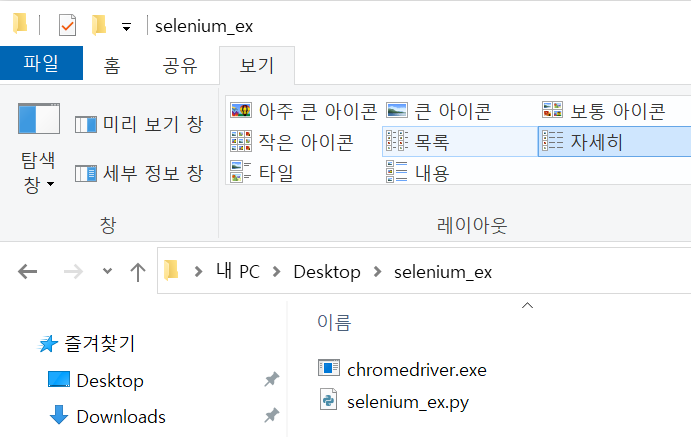 selenium_ex
파일 홈 공유 보기
아주 큰 아이콘 큰 아이콘 보통 아이콘
미리 보기 창 작은 아이콘 목록 자세히
탐색 창 세부 정보 창 타일 내용
창 레이아웃
내 PC Desktop selenium_ex
이름
즐겨찾기
chromedriver.exe
Desktop
selenium_ex.py
Downloads